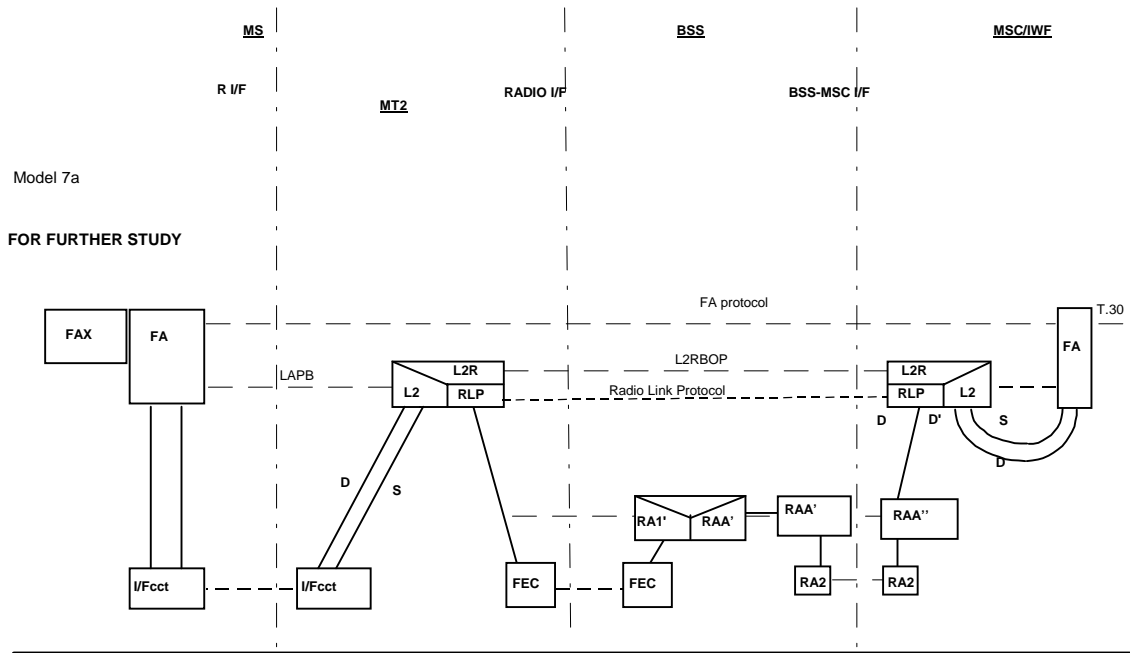 MS BSS MSC/IWF
R I/F RADIO I/F BSS-MSC I/F
MT2
Model 7a
FOR FURTHER STUDY
FA protocol T.30
FAX FA FA
L2RBOP
LAPB L2R L2R
L2 RLP Radio Link Protocol RLP L2
D D' S
D S D
RA1' RAA’ RAA’ RAA’’
I/Fcct I/Fcct FEC FEC RA2 RA2